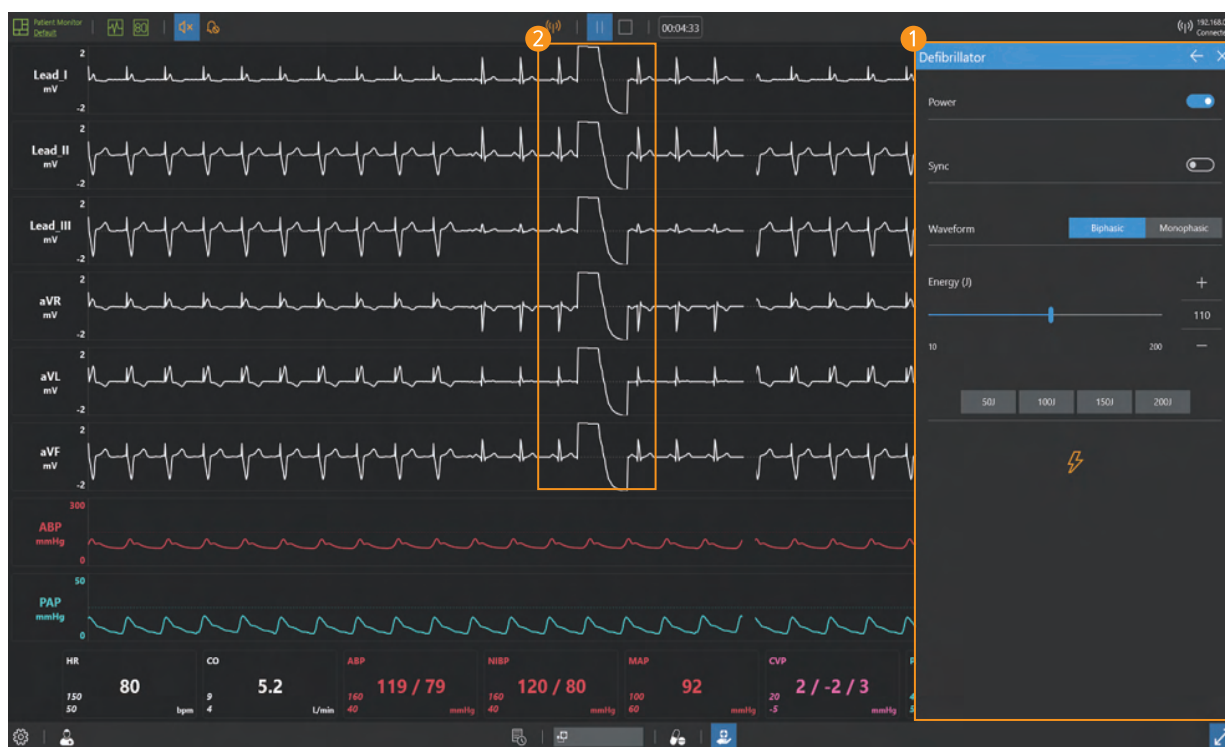 Patient Monitor
Default
80
00:04:33
192.168.0
Connecte
2
1
Defibrillator
Power
Sync
Waveform
Biphasic
Monophasic
Energy (J)
110
10
200
50J
100J
150J
200J
2
Lead_I
mV
-2
2
Lead_II
mV
-2
2
Lead_III
mV
-2
2
aVR
mV
-2
2
aVL
mV
-2
2
aVF
mV
-2
300
ABP
mmHg
0
50
PAP
mmHg
0
HR
80
150
50
bpm
CO
5.2
9
4
L/min
ABP
119 / 79
160
40
mmHg
NIBP
120 / 80
160
40
mmHg
MAP
92
100
60
mmHg
CVP
2 / -2 / 3
20
-5
mmHg